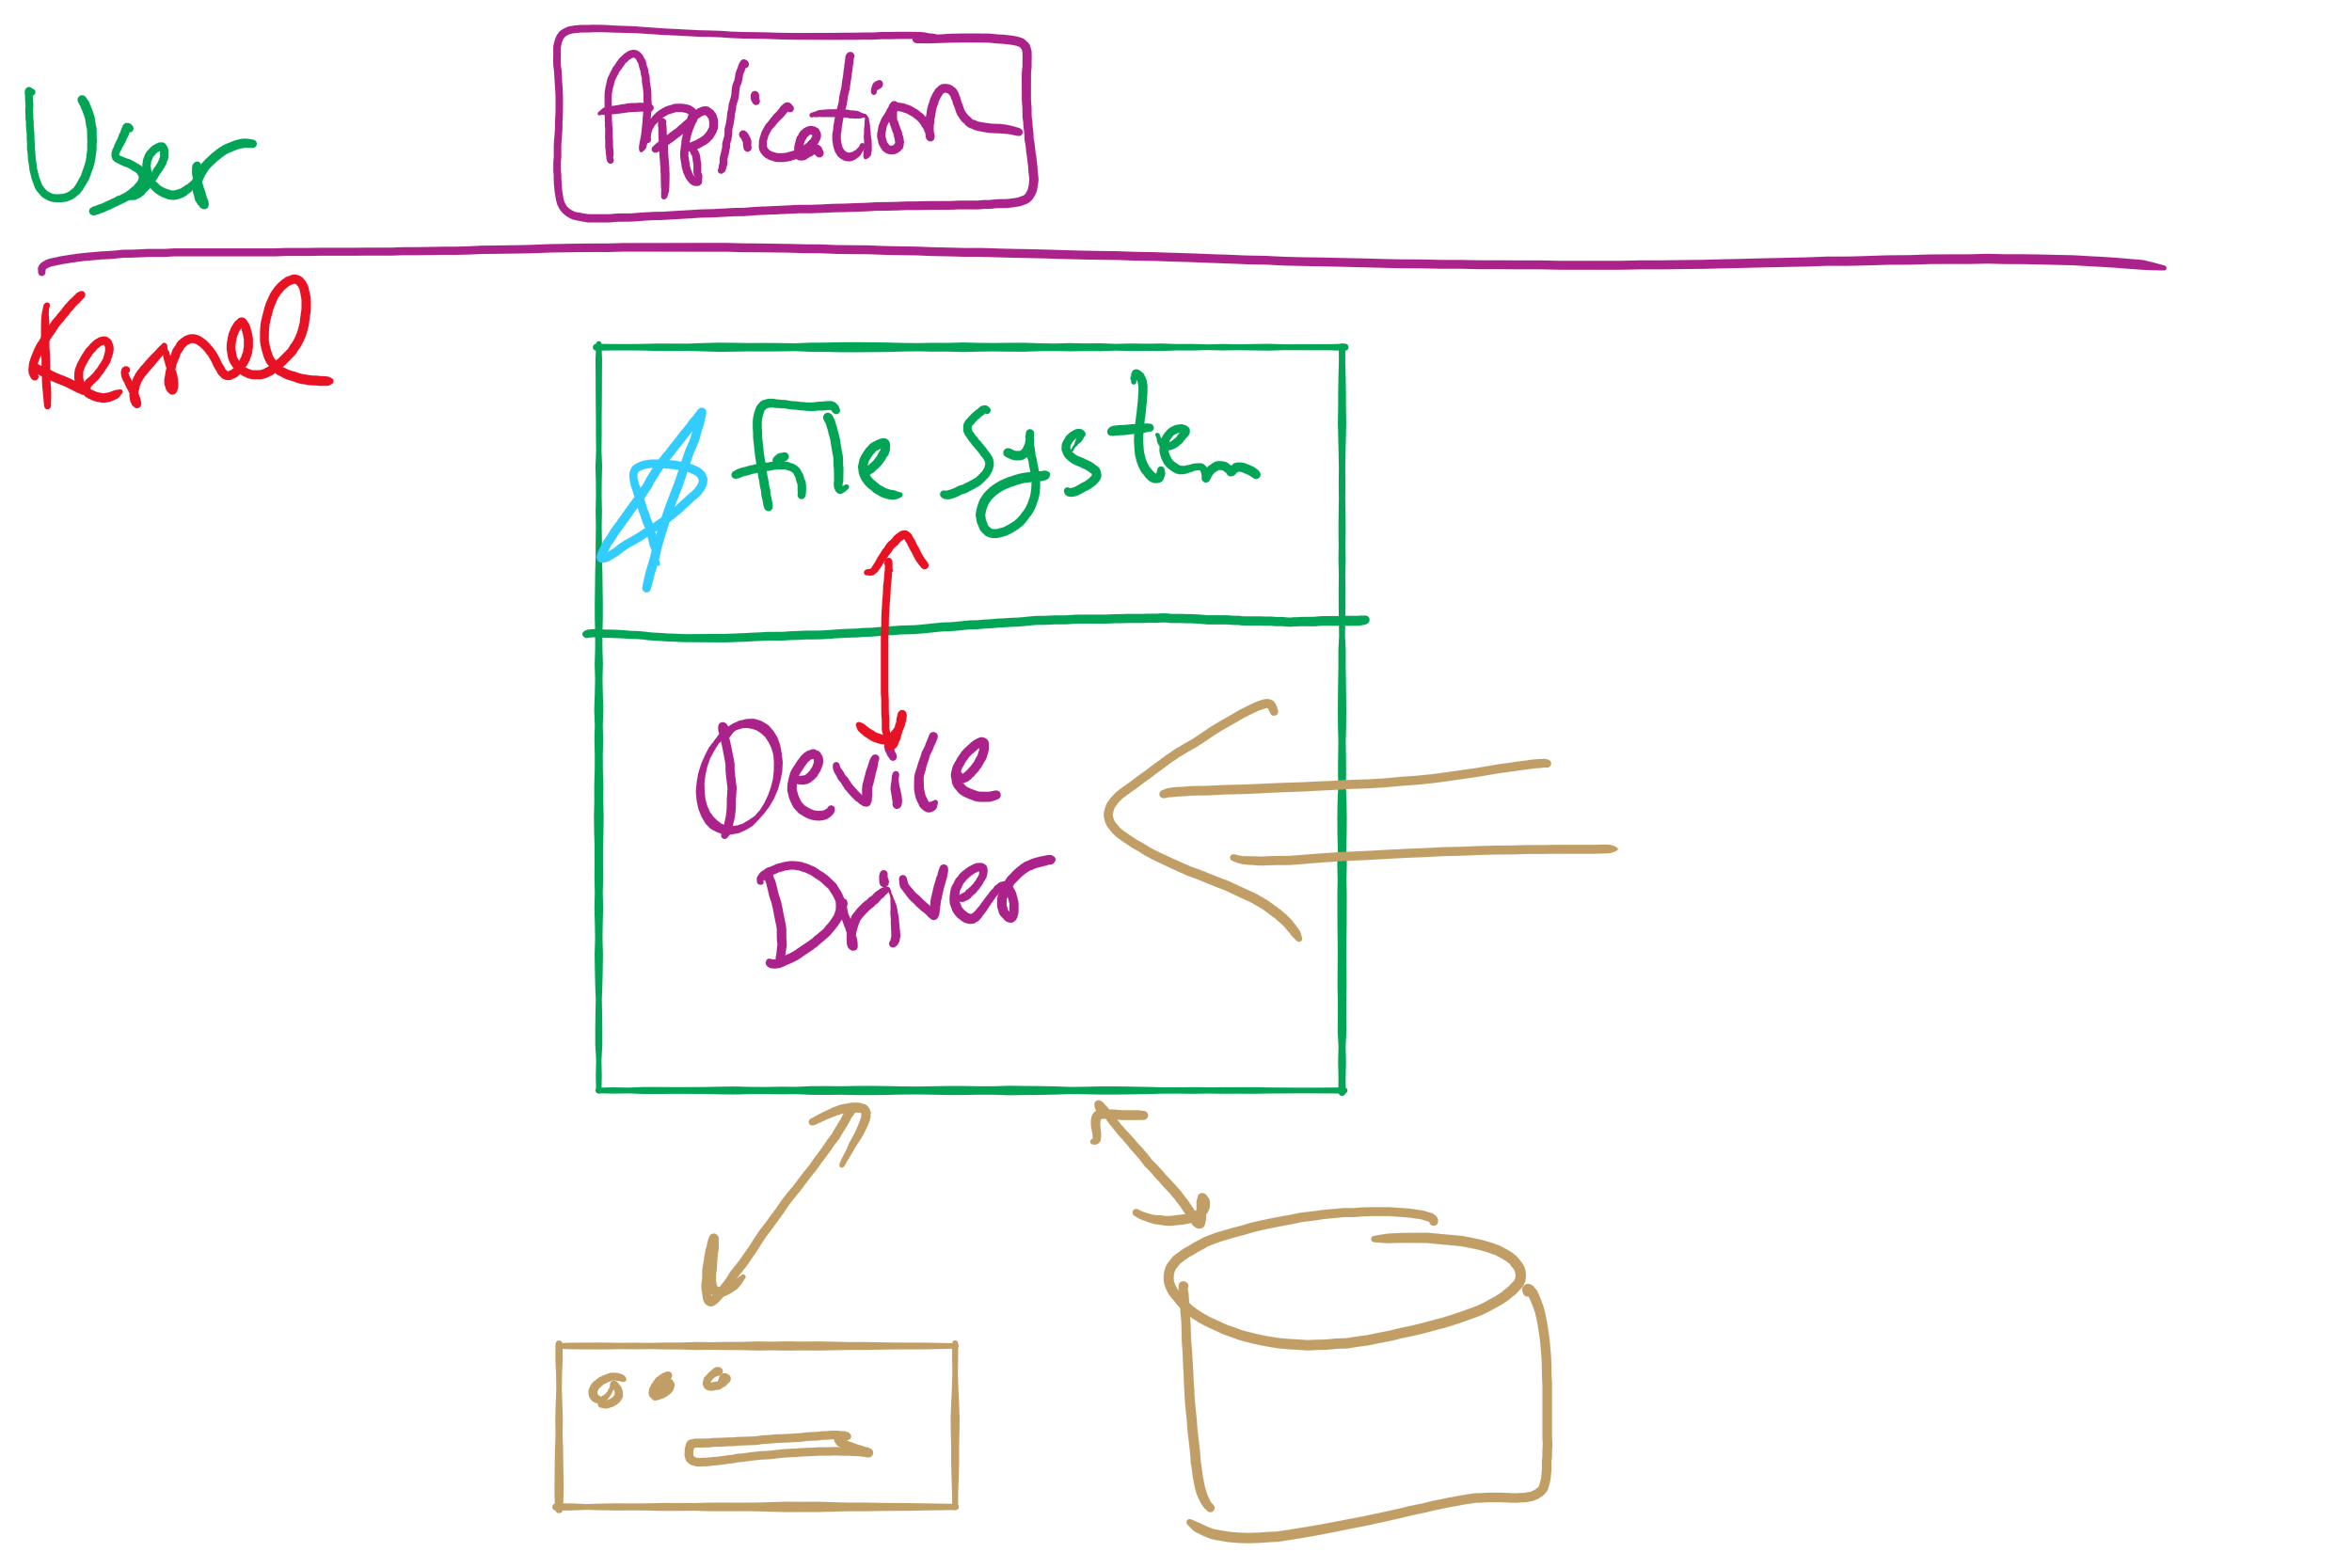 User
Application
Kernel
File System
Device
Driver